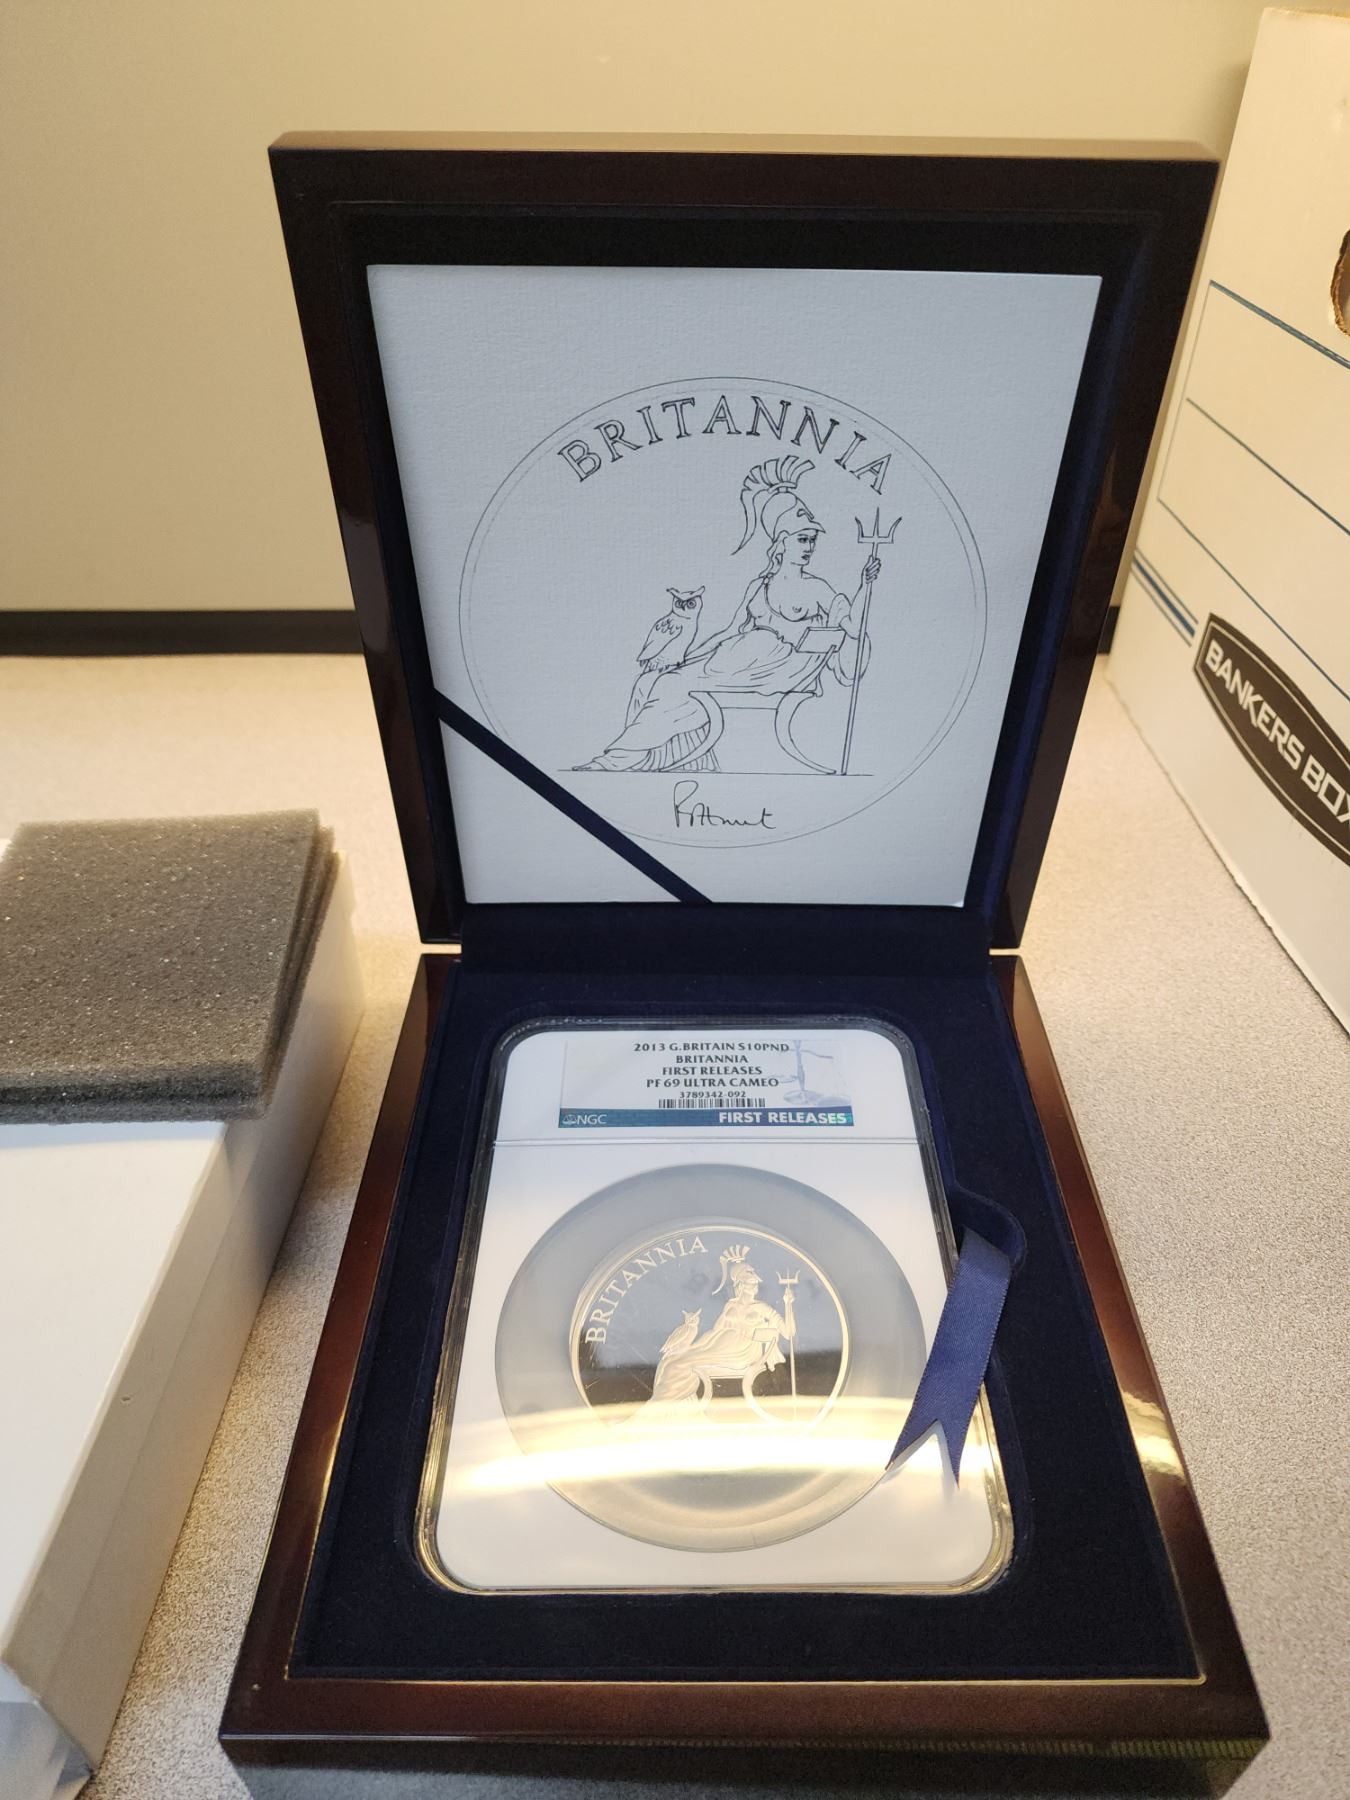 BRITANNIA
2013 G.BRITAIN S10PND
BRITANNIA
FIRST RELEASES
PF 69 ULTRA CAMEO
3789342-092
NGC
FIRST RELEASES
BRITANNIA
BANKERS BOX